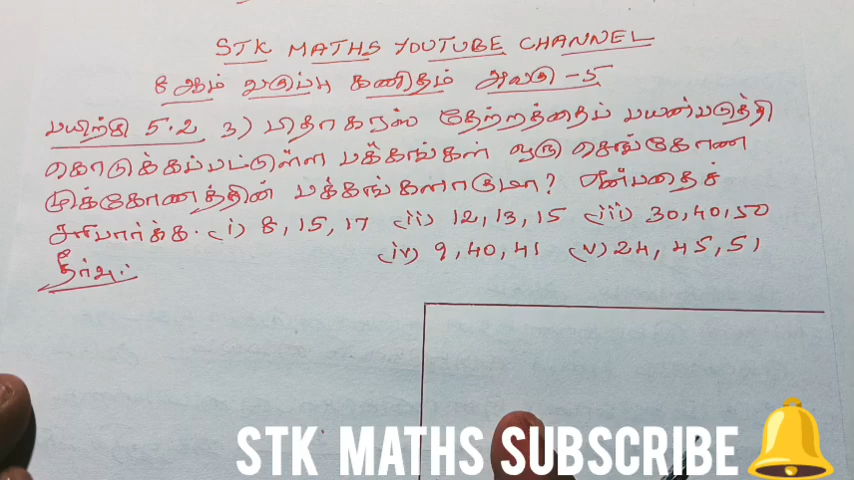 STK MATHS YOUTUBE CHANNEL
8 ஆம் வகுப்பு கணிதம் அலகு - 5
பயிற்சி 5.2 3) பிதாகரஸ் தேற்றத்தைப் பயன்படுத்தி
கொடுக்கப்பட்டுள்ள பக்கங்கள் ஒரு செங்கோண
முக்கோணத்தின் பக்கங்களாகுமா? என்பதைச்
சரிபார்க்க. (i) 8, 15, 17 (ii) 12, 13, 15 (iii) 30, 40, 50
(iv) 9, 40, 41 (v) 24, 45, 51
தீர்வு:
STK MATHS SUBSCRIBE